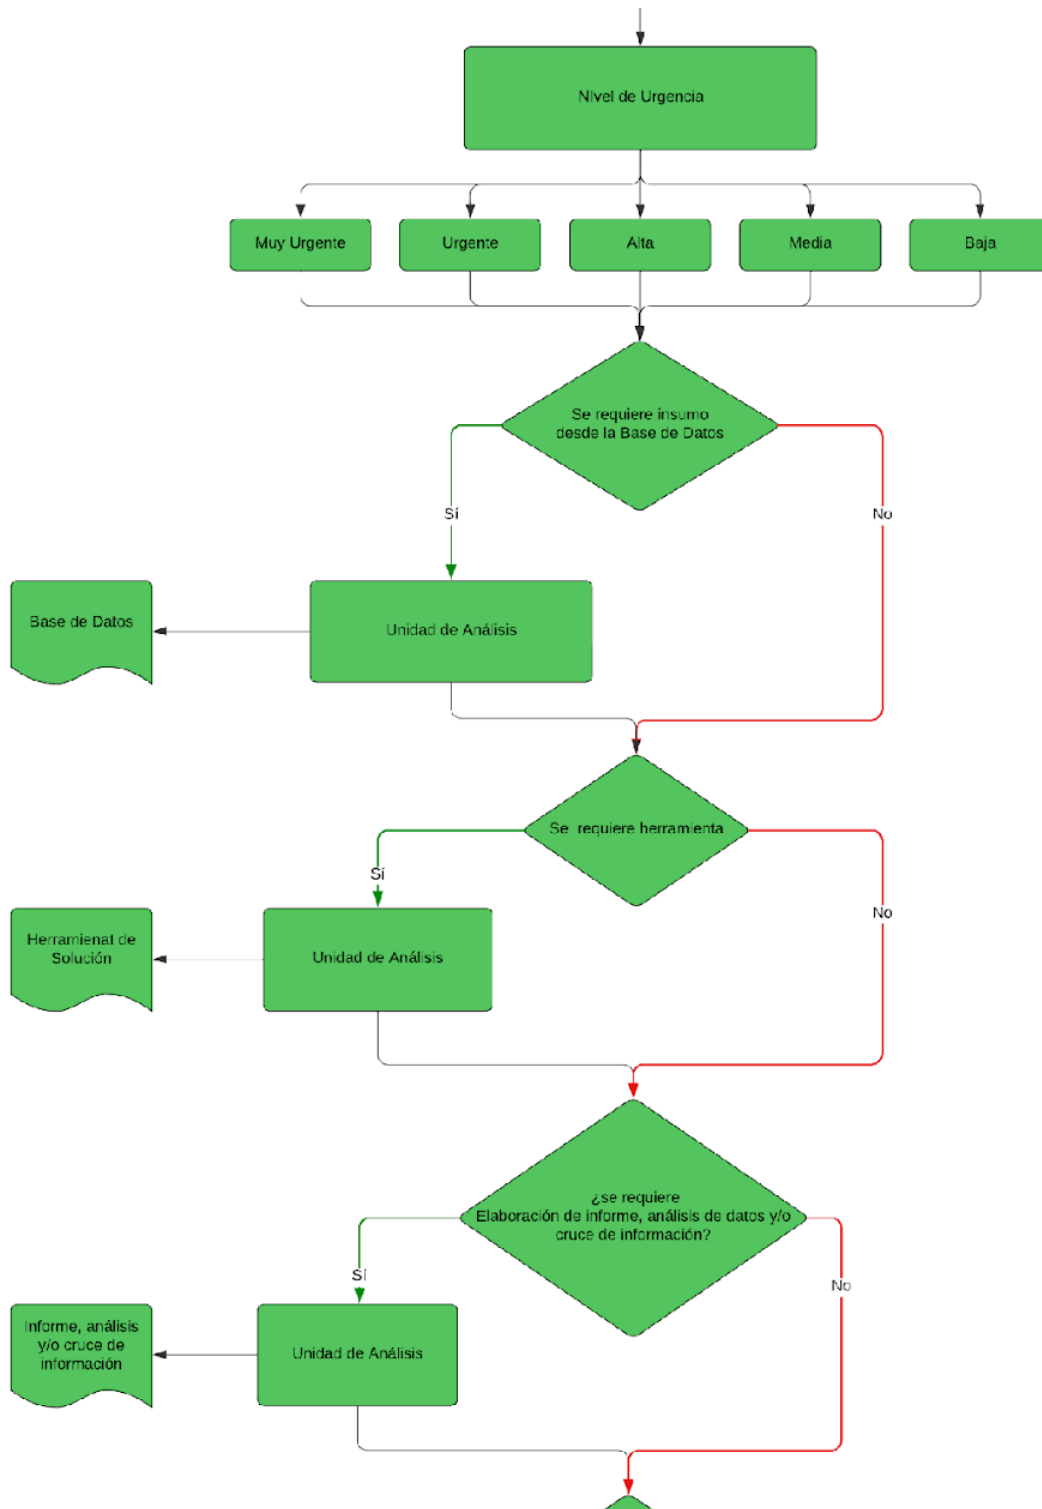 NIvel de Urgencia
Muy Urgente
Urgente
Alta
Media
Baja
Se requiere insumo
desde la Base de Datos
Sí
No
Base de Datos
Unidad de Análisis
Se requiere herramienta
Sí
No
Herramienat de
Solución
Unidad de Análisis
¿se requiere
Elaboración de informe, análisis de datos y/o
cruce de información?
Sí
No
Informe, análisis
y/o cruce de
información
Unidad de Análisis